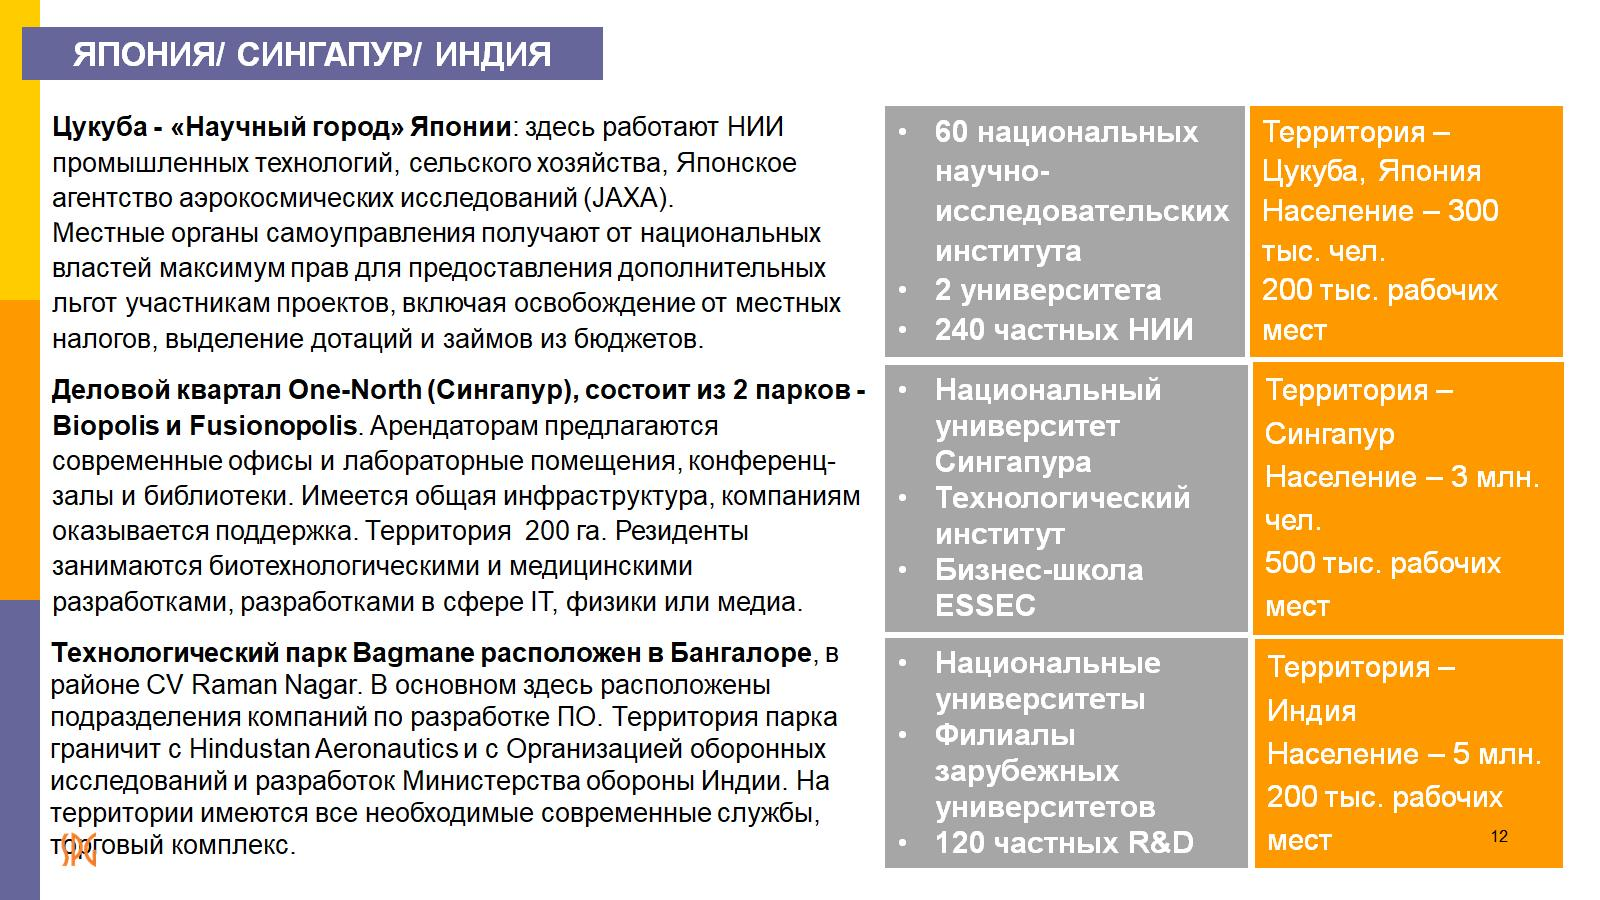 ЯПОНИЯ/ СИНГАПУР/ ИНДИЯ
Цукуба - «Научный город» Японии: здесь работают НИИ
промышленных технологий, сельского хозяйства, Японское
агентство аэрокосмических исследований (JAXA).
Местные органы самоуправления получают от национальных
властей максимум прав для предоставления дополнительных
льгот участникам проектов, включая освобождение от местных
налогов, выделение дотаций и займов из бюджетов.
• 60 национальных
научно-
исследовательских
института
• 2 университета
• 240 частных НИИ
Территория –
Цукуба, Япония
Население – 300
тыс. чел.
200 тыс. рабочих
мест
Деловой квартал One-North (Сингапур), состоит из 2 парков -
Biopolis и Fusionopolis. Арендаторам предлагаются
современные офисы и лабораторные помещения, конференц-
залы и библиотеки. Имеется общая инфраструктура, компаниям
оказывается поддержка. Территория 200 га. Резиденты
занимаются биотехнологическими и медицинскими
разработками, разработками в сфере IT, физики или медиа.
• Национальный
университет
Сингапура
• Технологический
институт
• Бизнес-школа
ESSEC
Территория –
Сингапур
Население – 3 млн.
чел.
500 тыс. рабочих
мест
Технологический парк Bagmane расположен в Бангалоре, в
районе CV Raman Nagar. В основном здесь расположены
подразделения компаний по разработке ПО. Территория парка
граничит с Hindustan Aeronautics и с Организацией оборонных
исследований и разработок Министерства обороны Индии. На
территории имеются все необходимые современные службы,
торговый комплекс.
• Национальные
университеты
• Филиалы
зарубежных
университетов
• 120 частных R&D
Территория –
Индия
Население – 5 млн.
200 тыс. рабочих
мест
12